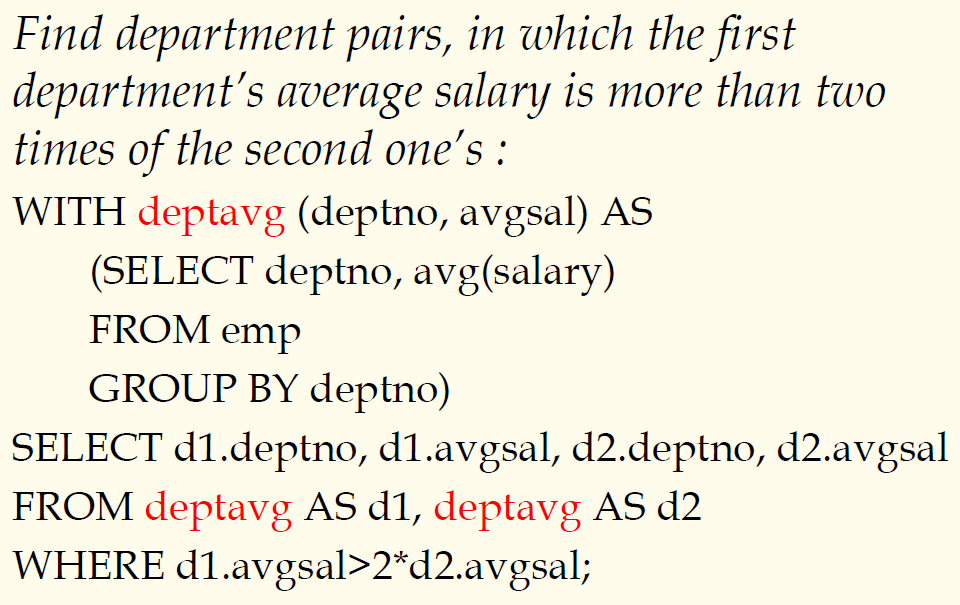 Find department pairs, in which the first
department’s average salary is more than two
times of the second one’s :
WITH deptavg (deptno, avgsal) AS
(SELECT deptno, avg(salary)
FROM emp
GROUP BY deptno)
SELECT d1.deptno, d1.avgsal, d2.deptno, d2.avgsal
FROM deptavg AS d1, deptavg AS d2
WHERE d1.avgsal>2*d2.avgsal;